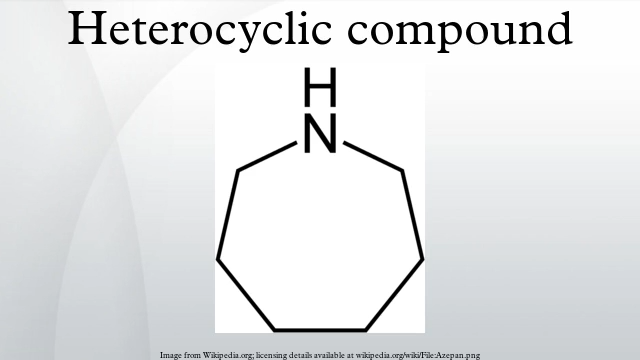 Heterocyclic compound
H
N
Image from Wikipedia.org; licensing details available at wikipedia.org/wiki/File:Azepan.png